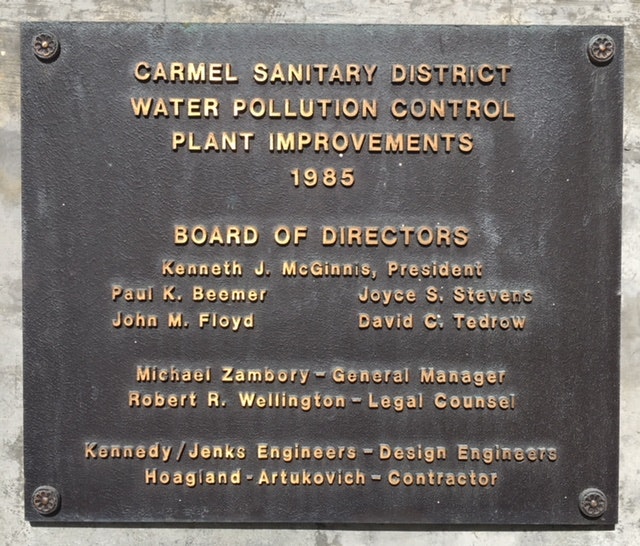 CARMEL SANITARY DISTRICT
WATER POLLUTION CONTROL
PLANT IMPROVEMENTS
1985
BOARD OF DIRECTORS
Kenneth J. McGinnis, President
Paul K. Beemer Joyce S. Stevens
John M. Floyd David C. Tedrow
Michael Zambory – General Manager
Robert R. Wellington – Legal Counsel
Kennedy/Jenks Engineers – Design Engineers
Hoagland - Artukovich – Contractor